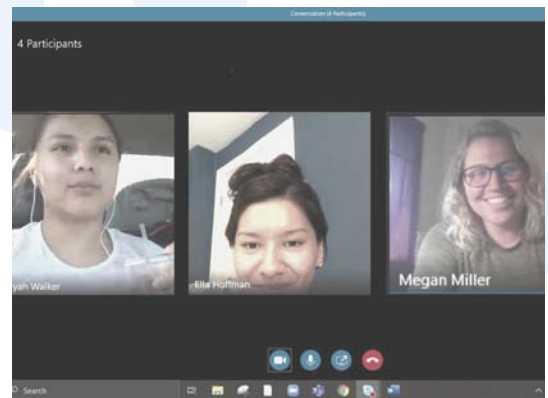 Conversation (4 Participants)
4 Participants
yah Walker
Ella Hoffman
Megan Miller
Search